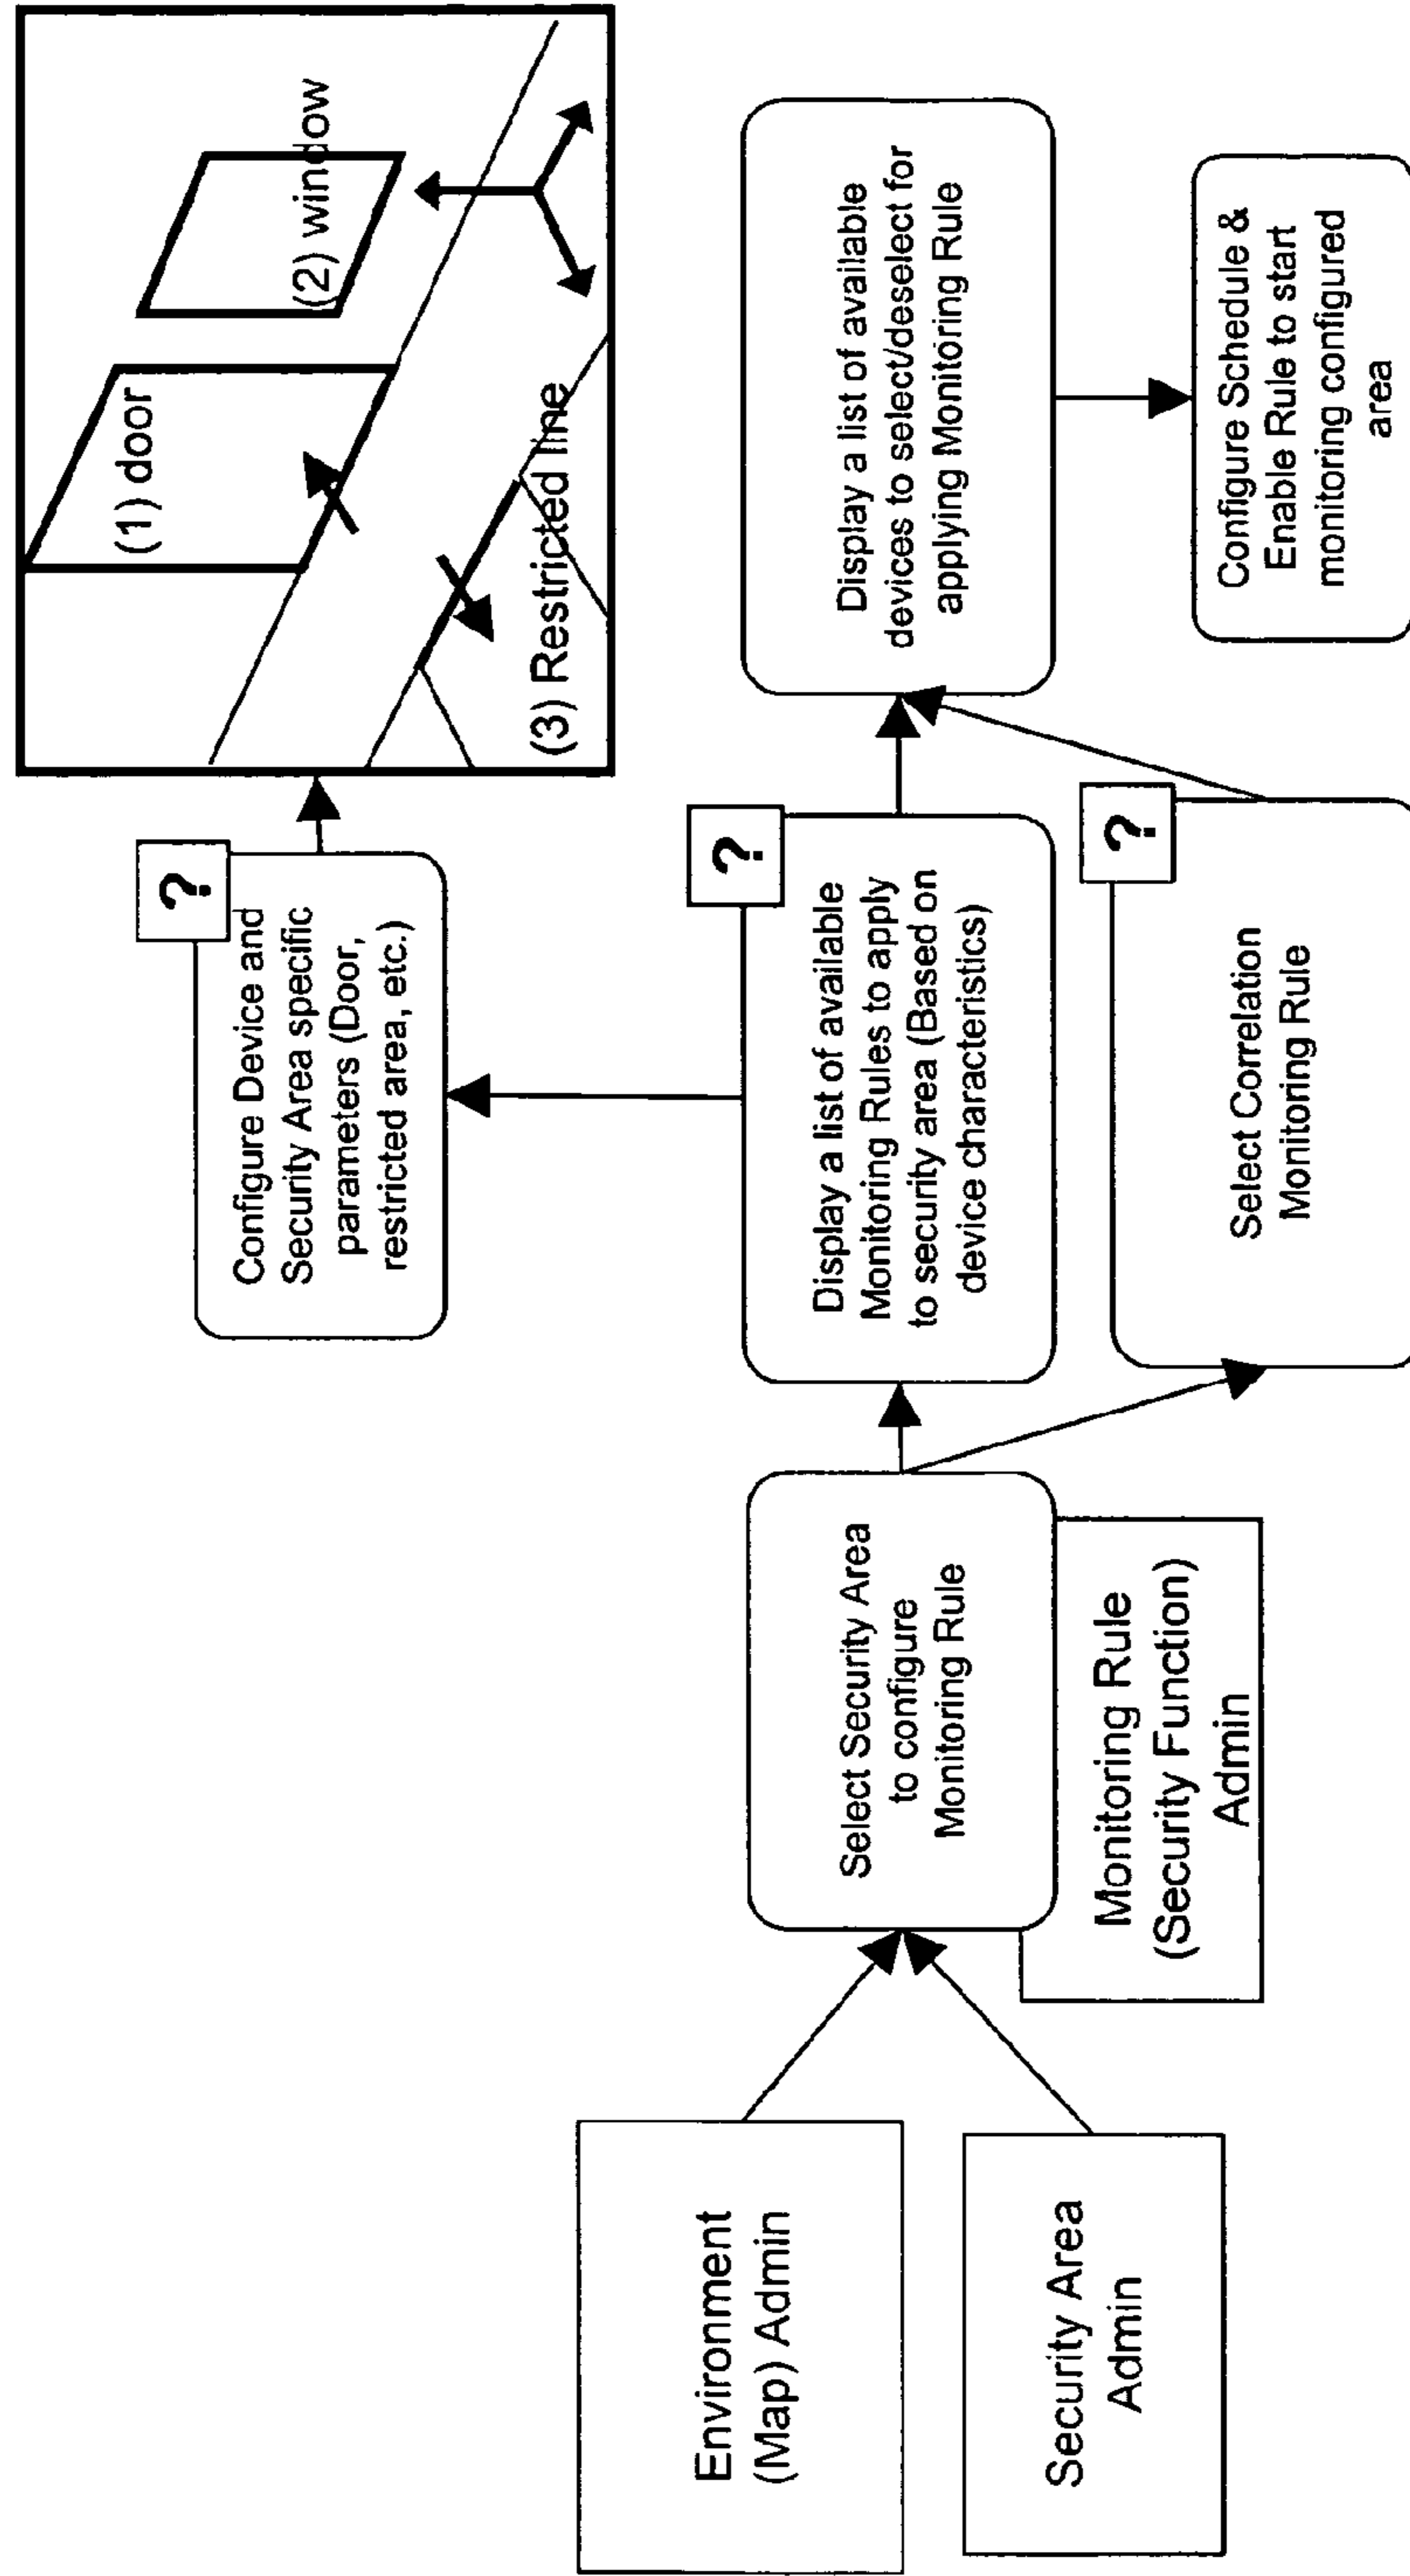 Environment
(Map) Admin
Security Area
Admin
Select Security Area
to configure
Monitoring Rule
Monitoring Rule
(Security Function)
Admin
Configure Device and
Security Area specific
parameters (Door,
restricted area, etc.)
?
Display a list of available
Monitoring Rules to apply
to security area (Based on
device characteristics)
?
Select Correlation
Monitoring Rule
?
(1) door
(2) window
(3) Restricted line
Display a list of available
devices to select/deselect for
applying Monitoring Rule
Configure Schedule &
Enable Rule to start
monitoring configured
area